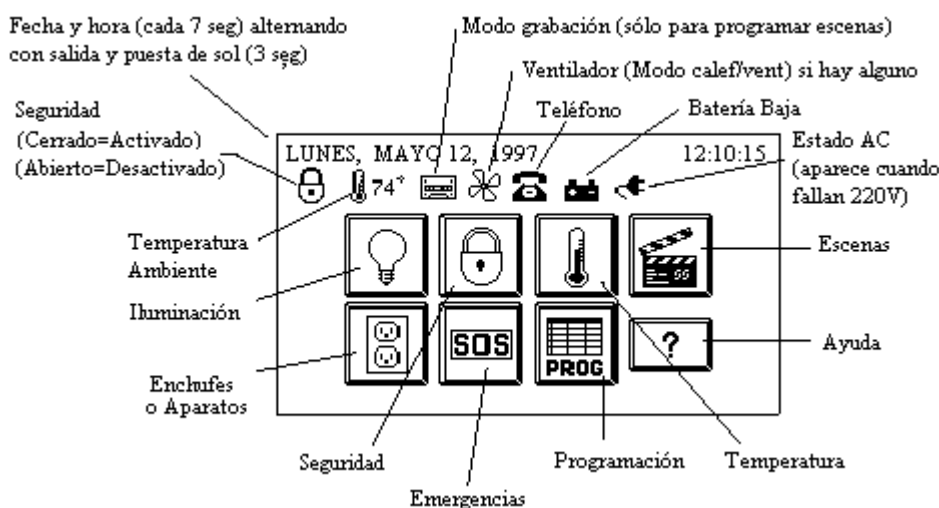 Fecha y hora (cada 7 seg) alternando
con salida y puesta de sol (3 seg)
Modo grabación (sólo para programar escenas)
Ventilador (Modo calef/vent) si hay alguno
Teléfono
Batería Baja
Seguridad
(Cerrado=Activado)
(Abierto=Desactivado)
Estado AC
(aparece cuando
fallan 220V)
LUNES, MAYO 12, 1997
12:10:15
74°
Temperatura
Ambiente
Iluminación
Escenas
SOS
PROG
?
Ayuda
Enchufes
o Aparatos
Seguridad
Programación
Temperatura
Emergencias